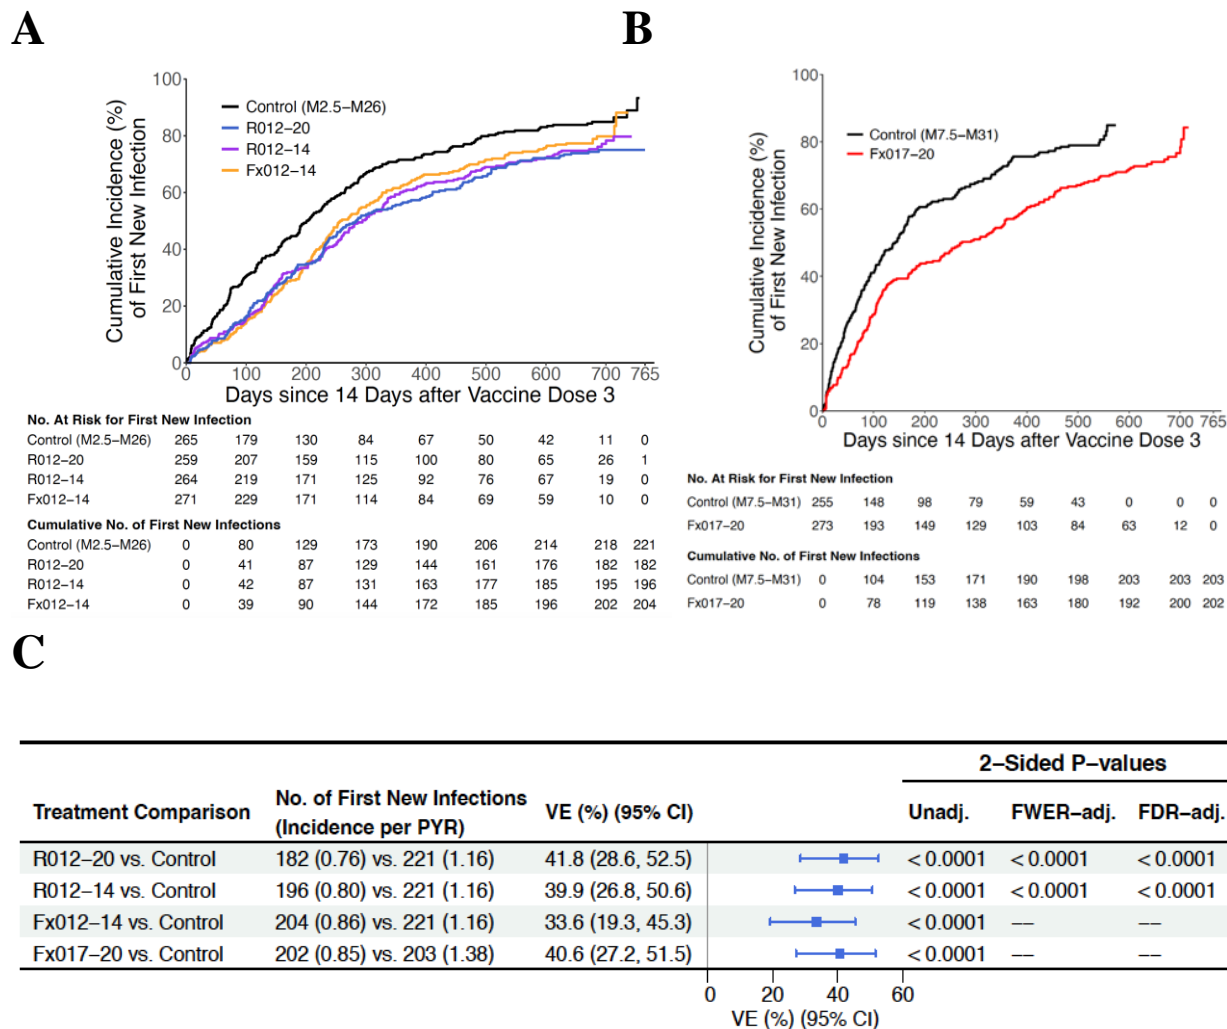 A
B
Cumulative Incidence (%)
of First New Infection
100
80
60
40
20
0
Control (M2.5−M26)
R012−20
R012−14
Fx012−14
0 100 200 300 400 500 600 700 765
Days since 14 Days after Vaccine Dose 3
No. At Risk for First New Infection
Control (M2.5−M26) 265 179 130 84 67 50 42 11 0
R012−20 259 207 159 115 100 80 65 26 1
R012−14 264 219 171 125 92 76 67 19 0
Fx012−14 271 229 171 114 84 69 59 10 0
Cumulative No. of First New Infections
Control (M2.5−M26) 0 80 129 173 190 206 214 218 221
R012−20 0 41 87 129 144 161 176 182 182
R012−14 0 42 87 131 163 177 185 195 196
Fx012−14 0 39 90 144 172 185 196 202 204
Cumulative Incidence (%)
of First New Infection
100
80
60
40
20
0
Control (M7.5−M31)
Fx017−20
0 100 200 300 400 500 600 700 765
Days since 14 Days after Vaccine Dose 3
No. At Risk for First New Infection
Control (M7.5−M31) 255 148 98 79 59 43 0 0 0
Fx017−20 273 193 149 129 103 84 63 12 0
Cumulative No. of First New Infections
Control (M7.5−M31) 0 104 153 171 190 198 203 203 203
Fx017−20 0 78 119 138 163 180 192 200 202
C
2−Sided P−values
Treatment Comparison No. of First New Infections (Incidence per PYR) VE (%) (95% CI) Unadj. FWER−adj. FDR−adj.
R012−20 vs. Control 182 (0.76) vs. 221 (1.16) 41.8 (28.6, 52.5) < 0.0001 < 0.0001 < 0.0001
R012−14 vs. Control 196 (0.80) vs. 221 (1.16) 39.9 (26.8, 50.6) < 0.0001 < 0.0001 < 0.0001
Fx012−14 vs. Control 204 (0.86) vs. 221 (1.16) 33.6 (19.3, 45.3) < 0.0001 −− −−
Fx017−20 vs. Control 202 (0.85) vs. 203 (1.38) 40.6 (27.2, 51.5) < 0.0001 −− −−
0 20 40 60
VE (%) (95% CI)